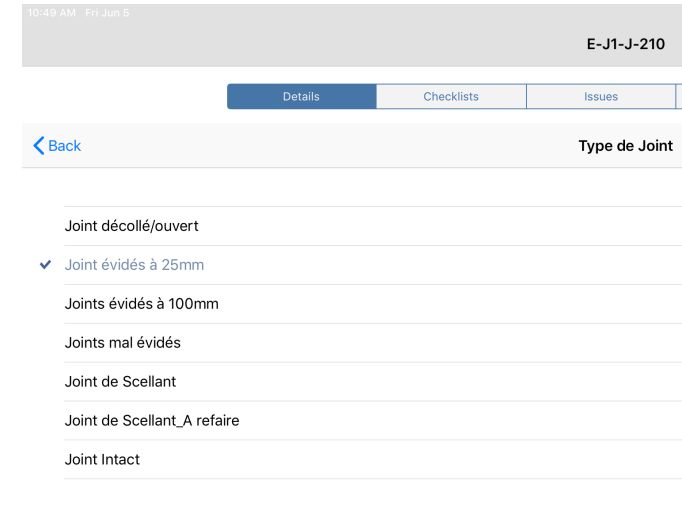 10:49 AM Fri Jun 5
E-J1-J-210
Details Checklists Issues
Back Type de Joint
Joint décollé/ouvert
Joint évidés à 25mm
Joints évidés à 100mm
Joints mal évidés
Joint de Scellant
Joint de Scellant_A refaire
Joint Intact